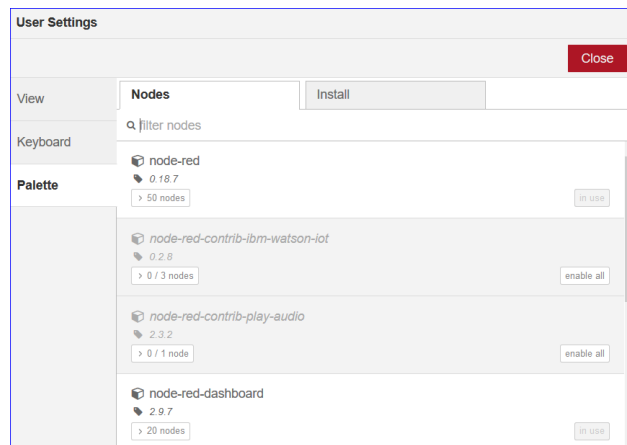 User Settings
Close
View
Keyboard
Palette
Nodes
Install
filter nodes
node-red
0.18.7
> 50 nodes
in use
node-red-contrib-ibm-watson-iot
0.2.8
> 0 / 3 nodes
enable all
node-red-contrib-play-audio
2.3.2
> 0 / 1 node
enable all
node-red-dashboard
2.9.7
> 20 nodes
in use